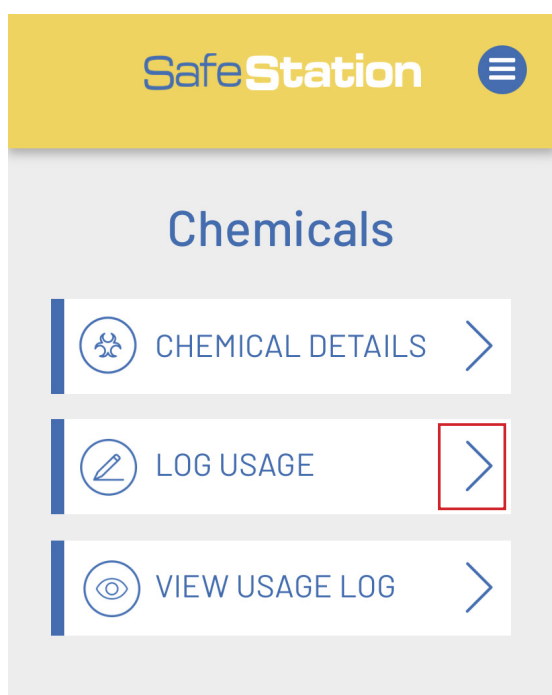 SafeStation
Chemicals
CHEMICAL DETAILS
LOG USAGE
VIEW USAGE LOG